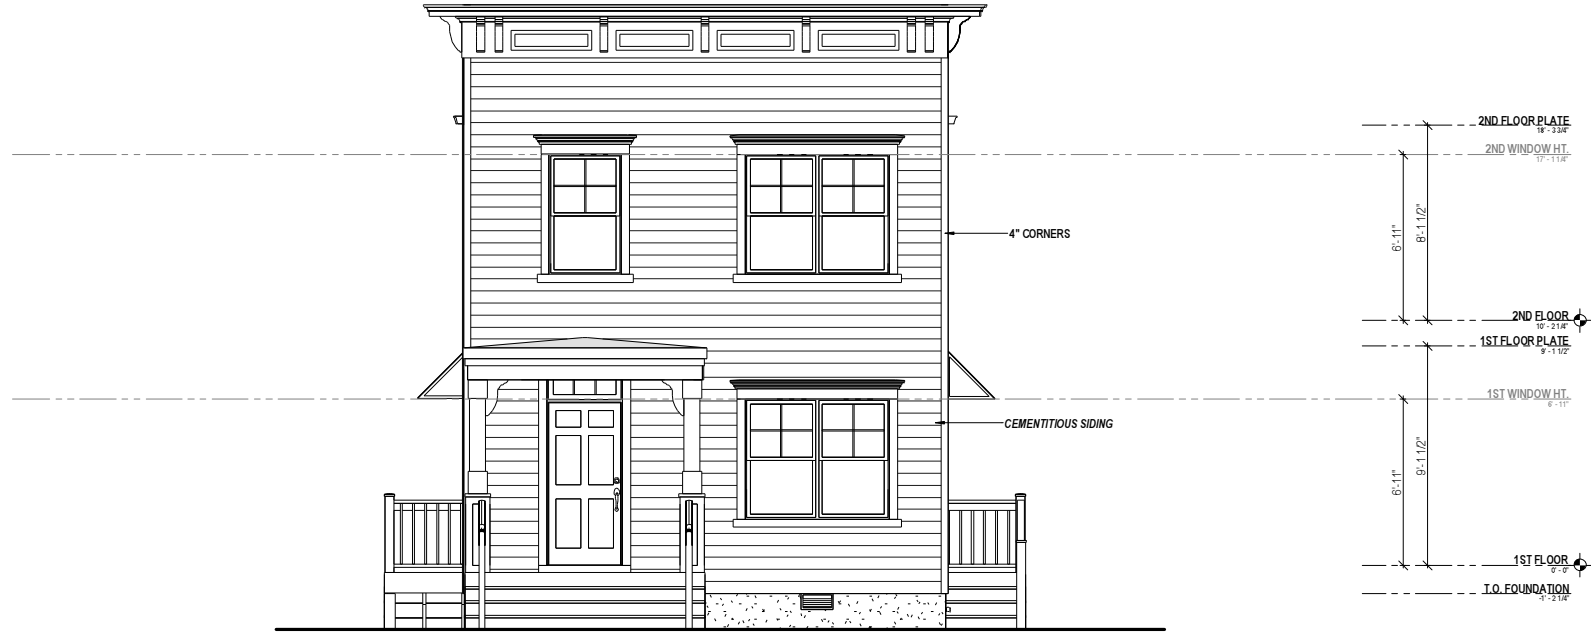 2ND FLOOR PLATE
18' - 3 3/4"
2ND WINDOW HT.
17' - 1 1/4"
8'-1 1/2"
6'-11"
4" CORNERS
2ND FLOOR
10' - 2 1/4"
1ST FLOOR PLATE
9' - 1 1/2"
1ST WINDOW HT.
6' - 11"
CEMENTITIOUS SIDING
9'-1 1/2"
6'-11"
1ST FLOOR
0' - 0"
T.O. FOUNDATION
-1' - 2 1/4"